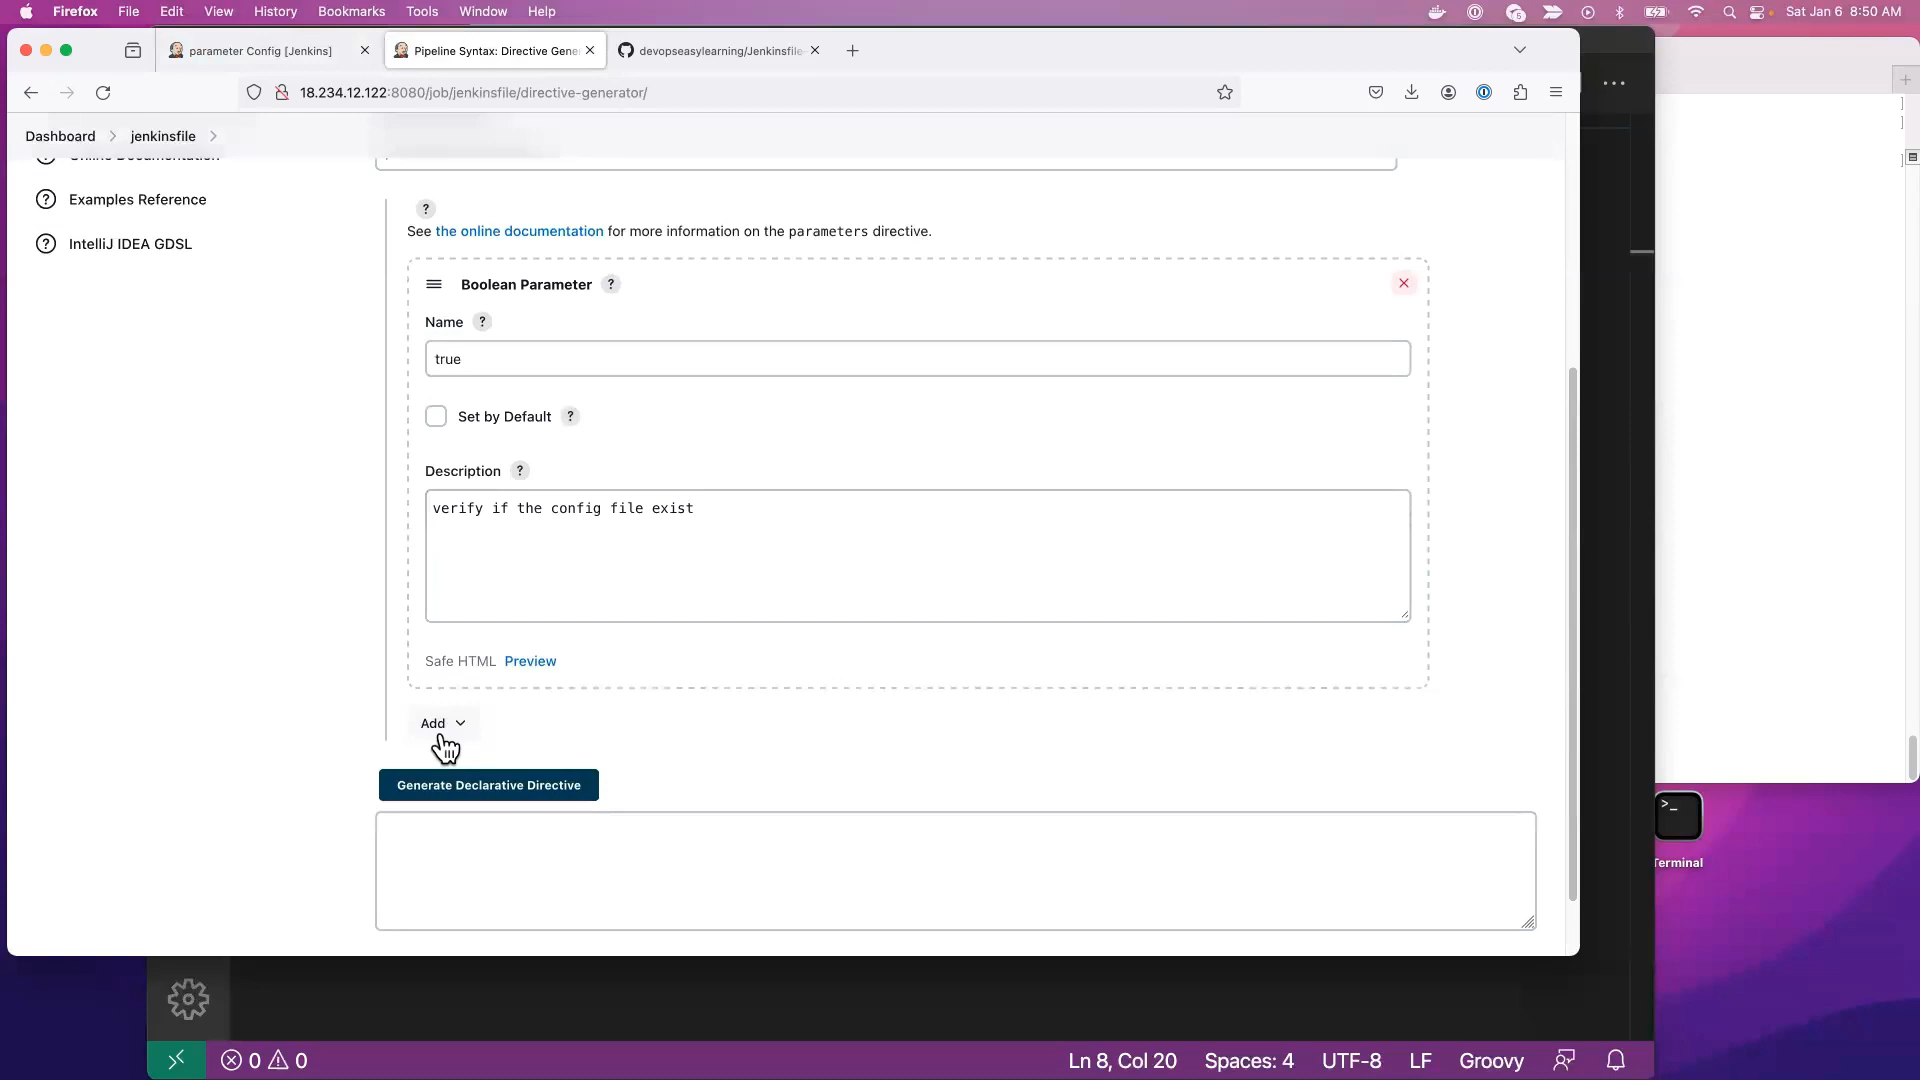 Firefox File Edit View History Bookmarks Tools Window Help
5
Sat Jan 6 8:50 AM
parameter Config [Jenkins]
Pipeline Syntax: Directive Gene
devopseasylearning/Jenkinsfile-
18.234.12.122:8080/job/jenkinsfile/directive-generator/
Dashboard
jenkinsfile
Online Documentation
? Examples Reference
? IntelliJ IDEA GDSL
?
See the online documentation for more information on the parameters directive.
Boolean Parameter ?
Name ?
true
Set by Default ?
Description ?
verify if the config file exist
Safe HTML Preview
Add
Generate Declarative Directive
>_
Terminal
0 0
Ln 8, Col 20 Spaces: 4 UTF-8 LF Groovy